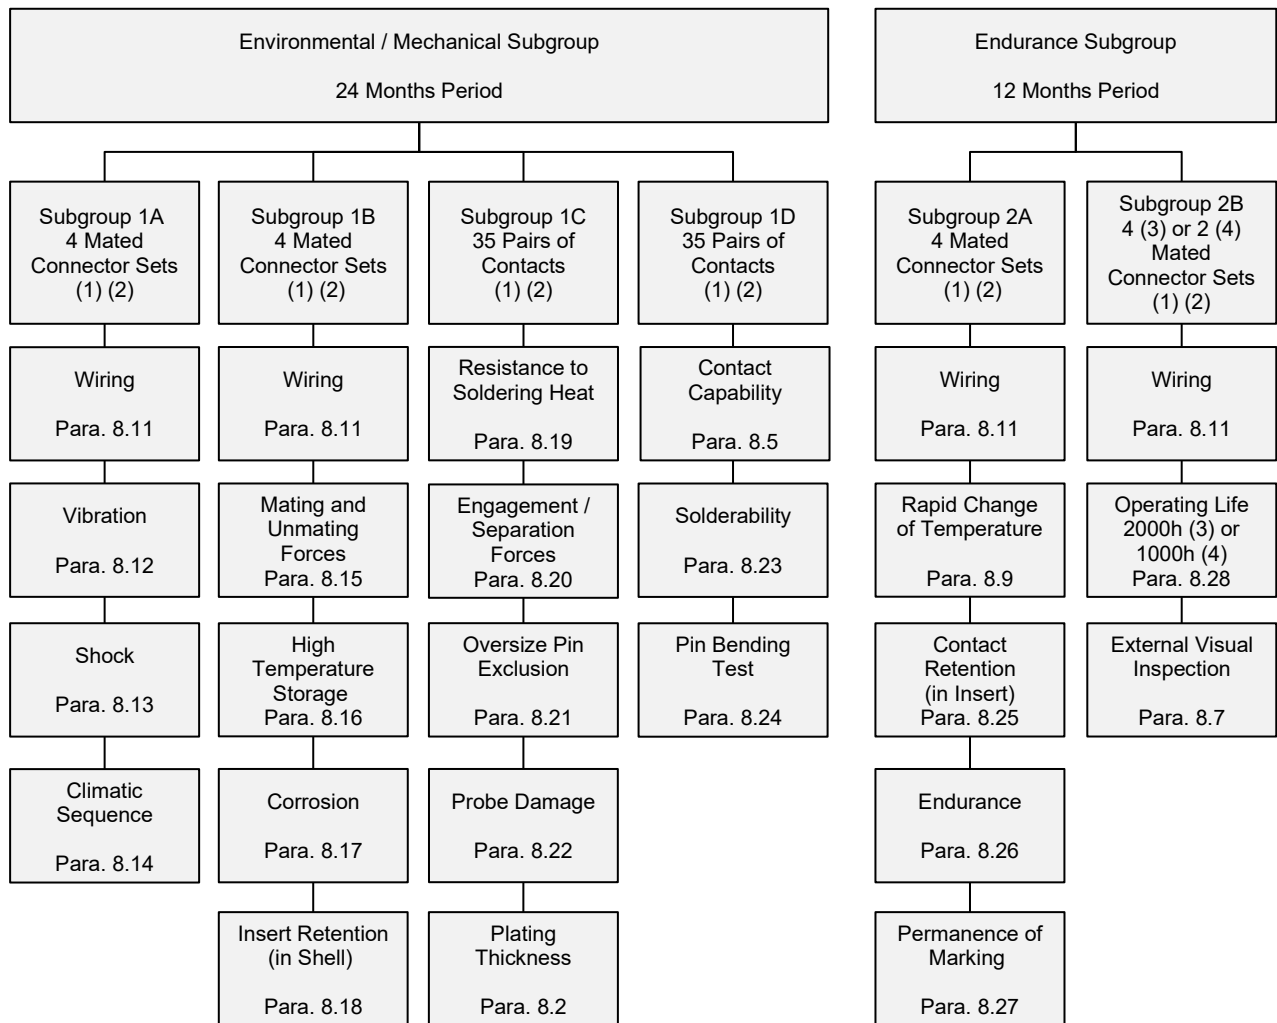 Environmental / Mechanical Subgroup
24 Months Period
Endurance Subgroup
12 Months Period
Subgroup 1A
4 Mated
Connector Sets
(1) (2)
Subgroup 1B
4 Mated
Connector Sets
(1) (2)
Subgroup 1C
35 Pairs of
Contacts
(1) (2)
Subgroup 1D
35 Pairs of
Contacts
(1) (2)
Subgroup 2A
4 Mated
Connector Sets
(1) (2)
Subgroup 2B
4 (3) or 2 (4)
Mated
Connector Sets
(1) (2)
Wiring
Para. 8.11
Wiring
Para. 8.11
Resistance to
Soldering Heat
Para. 8.19
Contact
Capability
Para. 8.5
Wiring
Para. 8.11
Wiring
Para. 8.11
Vibration
Para. 8.12
Mating and
Unmating
Forces
Para. 8.15
Engagement /
Separation
Forces
Para. 8.20
Solderability
Para. 8.23
Rapid Change
of Temperature
Para. 8.9
Operating Life
2000h (3) or
1000h (4)
Para. 8.28
Shock
Para. 8.13
High
Temperature
Storage
Para. 8.16
Oversize Pin
Exclusion
Para. 8.21
Pin Bending
Test
Para. 8.24
Contact
Retention
(in Insert)
Para. 8.25
External Visual
Inspection
Para. 8.7
Climatic
Sequence
Para. 8.14
Corrosion
Para. 8.17
Probe Damage
Para. 8.22
Endurance
Para. 8.26
Insert Retention
(in Shell)
Para. 8.18
Plating
Thickness
Para. 8.2
Permanence of
Marking
Para. 8.27